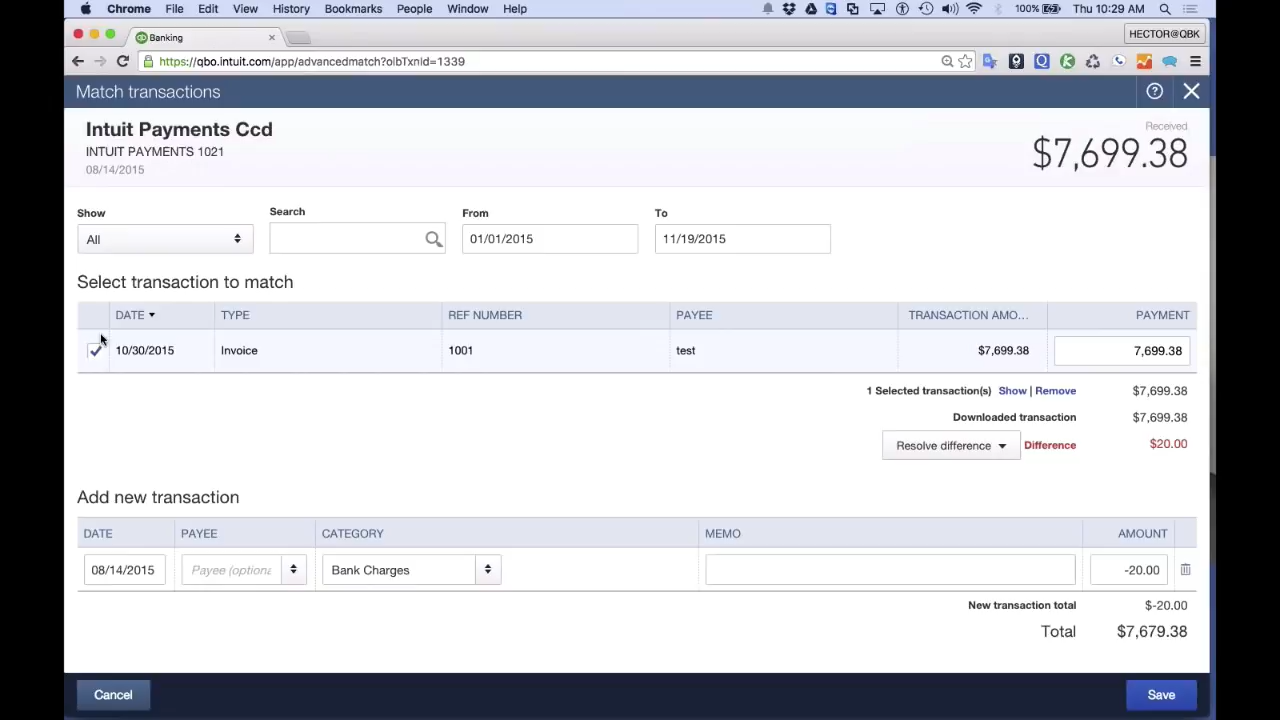 Chrome File Edit View History Bookmarks People Window Help 100% Thu 10:29 AM
Banking HECTOR@QBK
https://qbo.intuit.com/app/advancedmatch?olbTxnId=1339
Match transactions
Intuit Payments Ccd
INTUIT PAYMENTS 1021
08/14/2015
Received
$7,699.38
Show Search From To
All 01/01/2015 11/19/2015
Select transaction to match
DATE TYPE REF NUMBER PAYEE TRANSACTION AMO... PAYMENT
10/30/2015 Invoice 1001 test $7,699.38 7,699.38
1 Selected transaction(s) Show | Remove $7,699.38
Downloaded transaction $7,699.38
Resolve difference Difference $20.00
Add new transaction
DATE PAYEE CATEGORY MEMO AMOUNT
08/14/2015 Payee (optiona Bank Charges -20.00
New transaction total $-20.00
Total $7,679.38
Cancel Save